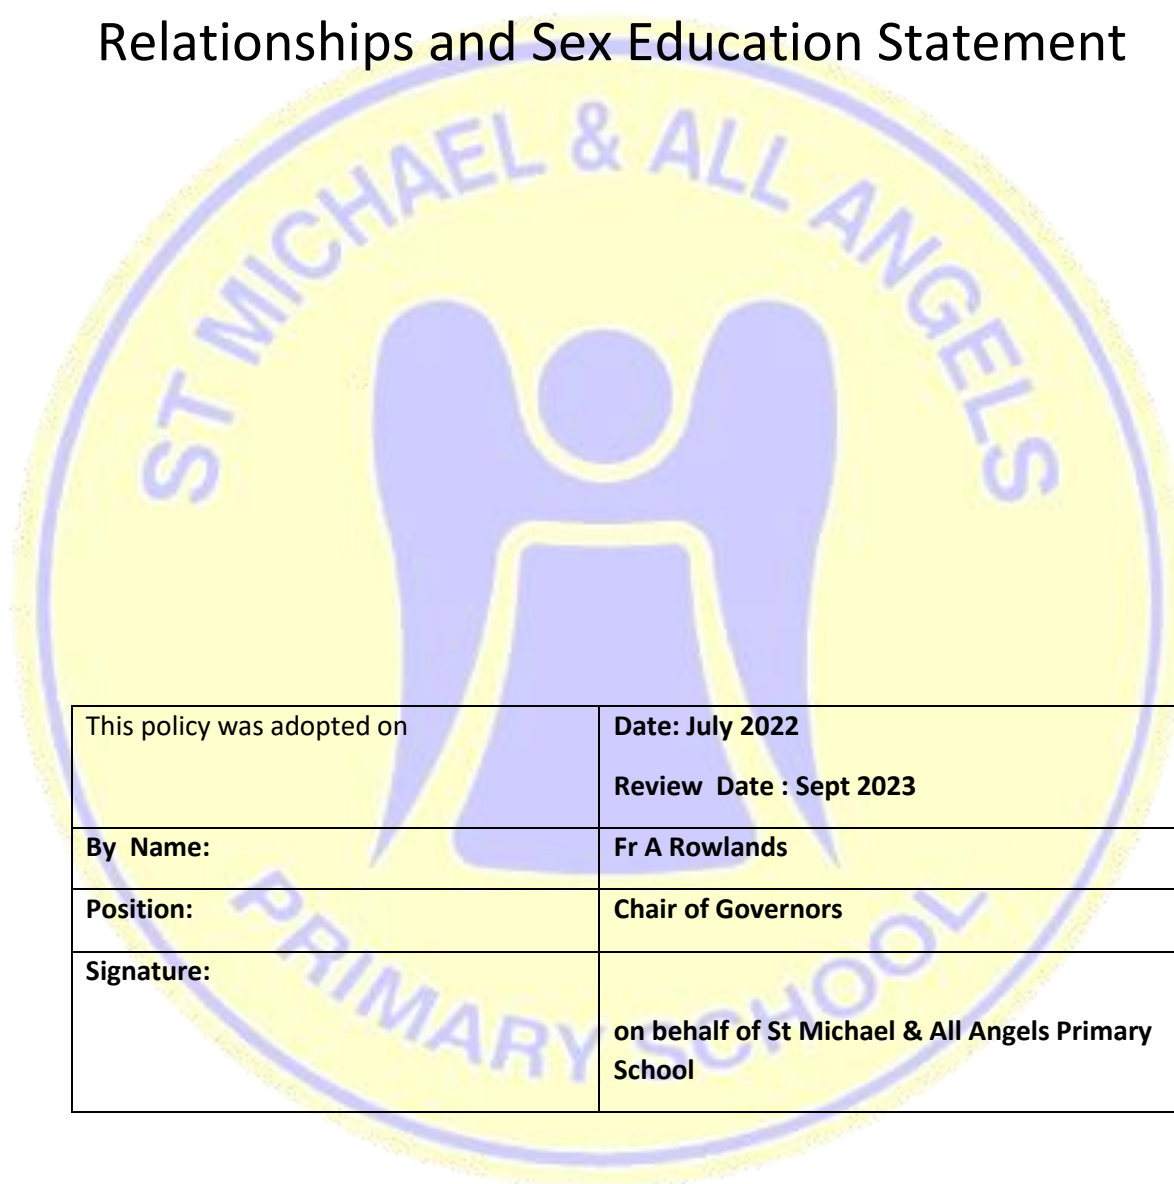 Relationships and Sex Education Statement
ST MICHAEL & ALL ANGELS
This policy was adopted on
Date: July 2022
Review  Date : Sept 2023
By  Name:
Fr A Rowlands
Position:
Chair of Governors
Signature:
on behalf of St Michael & All Angels Primary
School
PRIMARY SCHOOL